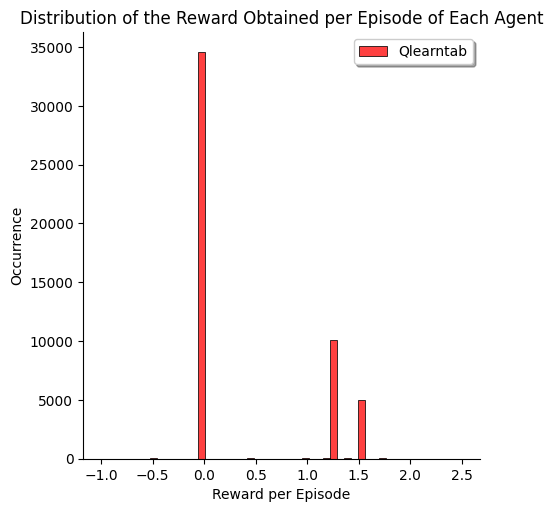 Distribution of the Reward Obtained per Episode of Each Agent
Qlearntab
35000
30000
25000
20000
15000
10000
5000
0
Occurrence
−1.0 −0.5 0.0 0.5 1.0 1.5 2.0 2.5
Reward per Episode